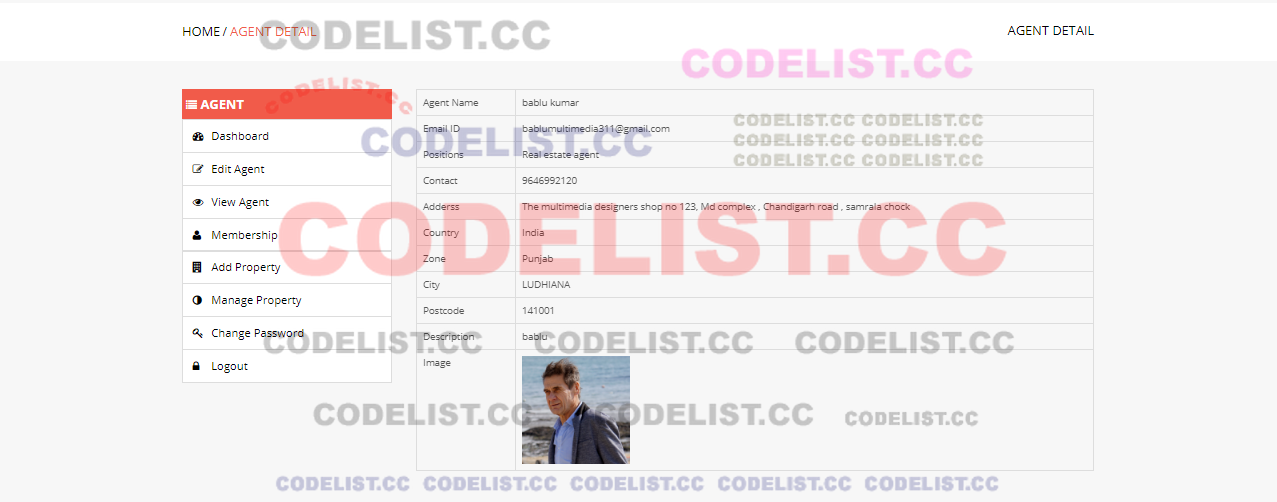 HOME / AGENT DETAIL
AGENT DETAIL
CODELIST.CC
CODELIST.CC
AGENT
CODELIST.CC
Dashboard
Edit Agent
View Agent
Membership
Add Property
Manage Property
Change Password
Logout
Agent Name bablu kumar
Email ID bablumultimedia311@gmail.com
Positions Real estate agent
Contact 9646992120
Adderss The multimedia designers shop no 123, Md complex , Chandigarh road , samrala chock
Country India
Zone Punjab
City LUDHIANA
Postcode 141001
Description bablu
Image
CODELIST.CC
CODELIST.CC CODELIST.CC
CODELIST.CC CODELIST.CC
CODELIST.CC CODELIST.CC
CODELIST.CC
CODELIST.CC CODELIST.CC CODELIST.CC
CODELIST.CC CODELIST.CC CODELIST.CC
CODELIST.CC CODELIST.CC CODELIST.CC CODELIST.CC CODELIST.CC